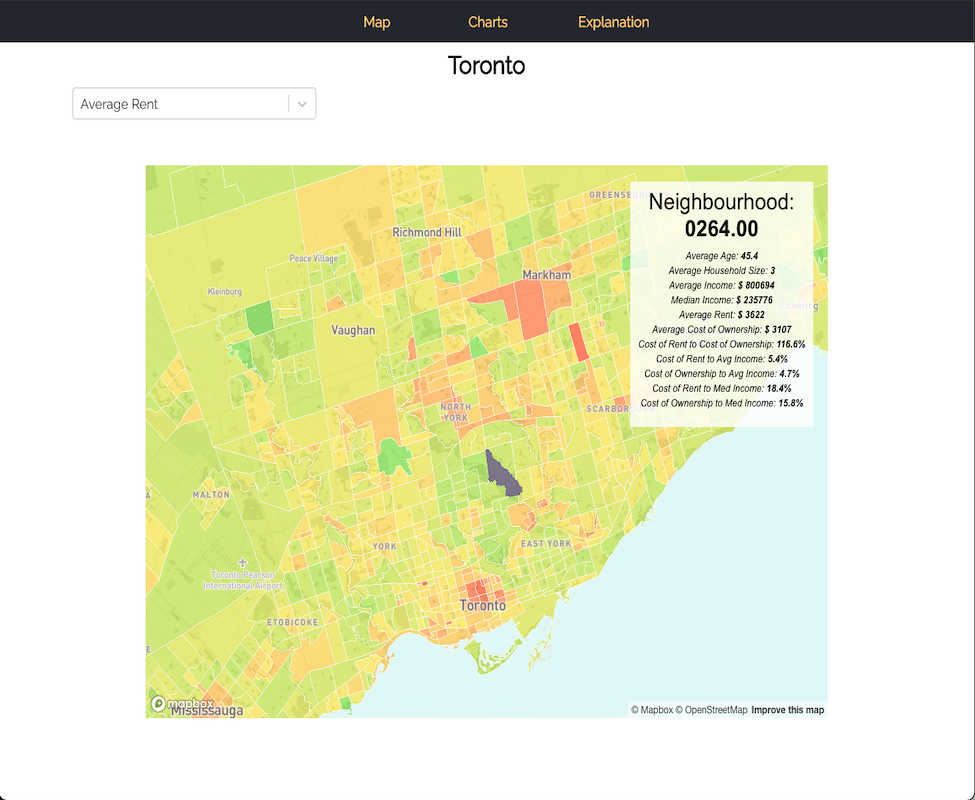 Map Charts Explanation
Toronto
Average Rent
Neighbourhood:
0264.00
Average Age: 45.4
Average Household Size: 3
Average Income: $ 800694
Median Income: $ 235776
Average Rent: $ 3622
Average Cost of Ownership: $ 3107
Cost of Rent to Cost of Ownership: 116.6%
Cost of Rent to Avg Income: 5.4%
Cost of Ownership to Avg Income: 4.7%
Cost of Rent to Med Income: 18.4%
Cost of Ownership to Med Income: 15.8%
Richmond Hill
Peace Village
Markham
Kleinburg
Vaughan
NORTH
YORK
MALTON
YORK
EAST YORK
Toronto Pearson
International Airport
Toronto
ETOBICOKE
mapbox
Mississauga
© Mapbox © OpenStreetMap Improve this map